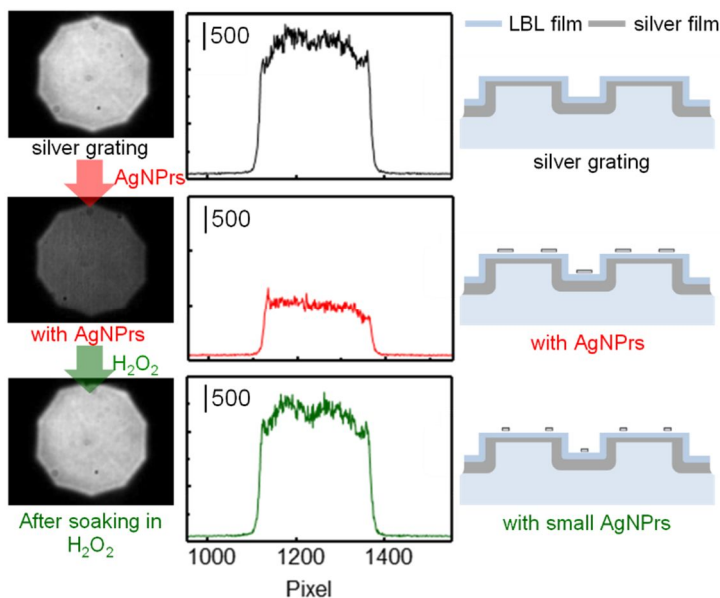 500
LBL film
silver film
silver grating
silver grating
AgNPrs
500
with AgNPrs
with AgNPrs
H₂O₂
500
After soaking in
H₂O₂
with small AgNPrs
1000 1200 1400
Pixel